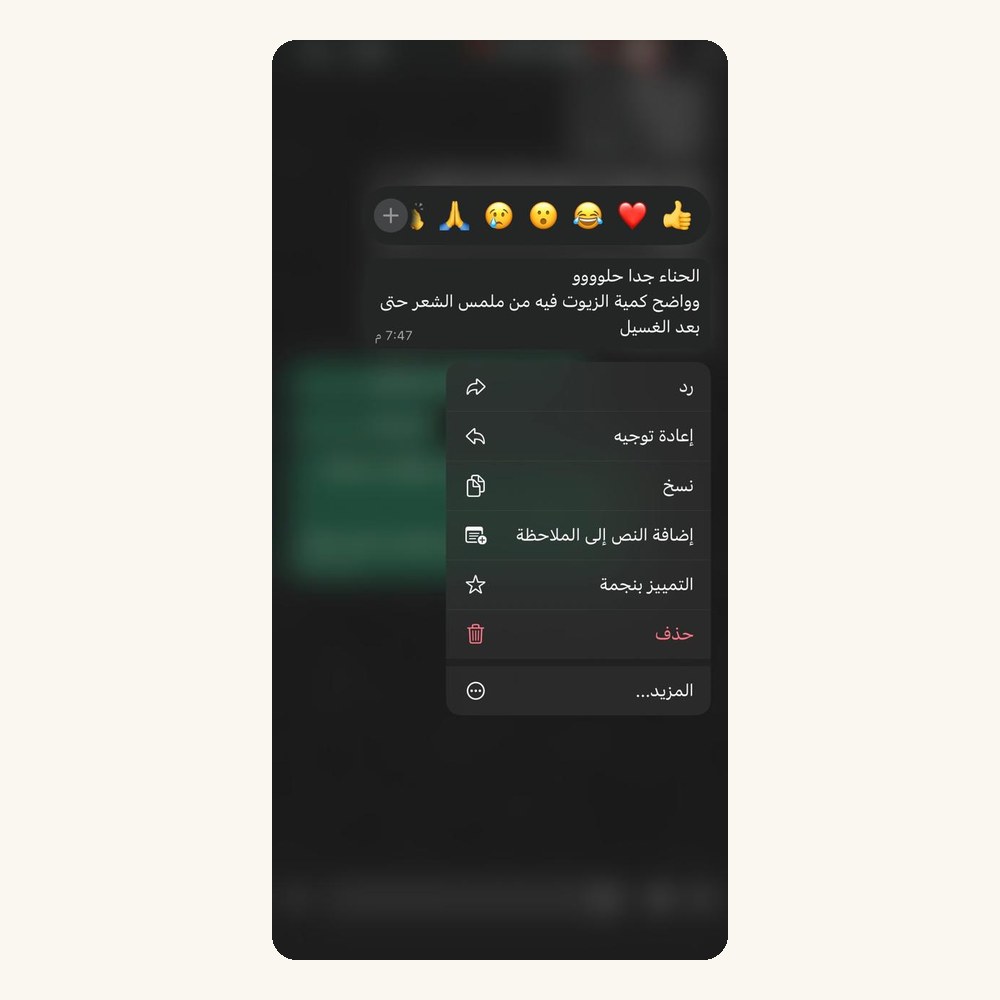 الحناء جدا حلوووو
وواضح كمية الزيوت فيه من ملمس الشعر حتى
بعد الغسيل
7:47 م
رد
إعادة توجيه
نسخ
إضافة النص إلى الملاحظة
التمييز بنجمة
حذف
المزيد...